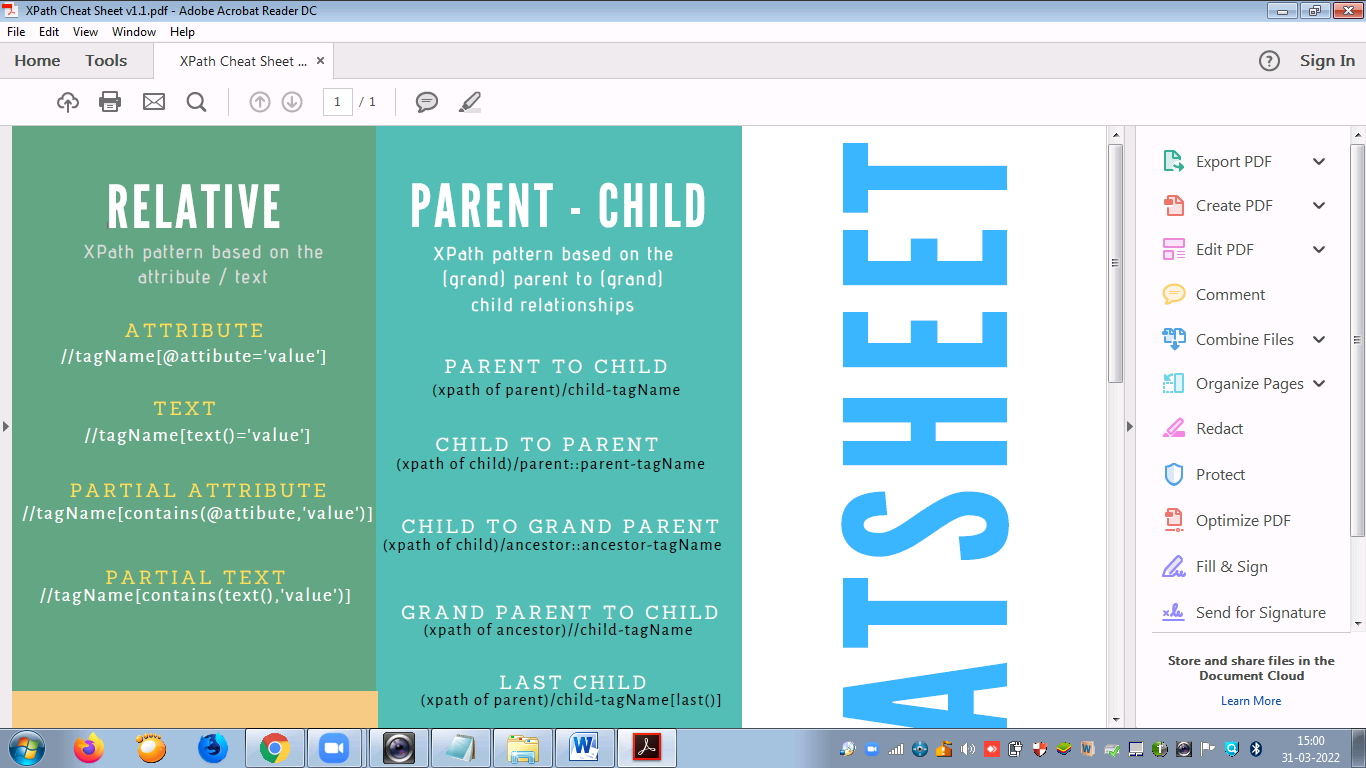 XPath Cheat Sheet v1.1.pdf - Adobe Acrobat Reader DC
File Edit View Window Help
Home Tools XPath Cheat Sheet ... × ? Sign In
1 / 1
RELATIVE
XPath pattern based on the
attribute / text
ATTRIBUTE
//tagName[@attibute='value']
TEXT
//tagName[text()='value']
PARTIAL ATTRIBUTE
//tagName[contains(@attibute,'value')]
PARTIAL TEXT
//tagName[contains(text(),'value')]
PARENT - CHILD
XPath pattern based on the
(grand) parent to (grand)
child relationships
PARENT TO CHILD
(xpath of parent)/child-tagName
CHILD TO PARENT
(xpath of child)/parent::parent-tagName
CHILD TO GRAND PARENT
(xpath of child)/ancestor::ancestor-tagName
GRAND PARENT TO CHILD
(xpath of ancestor)//child-tagName
LAST CHILD
(xpath of parent)/child-tagName[last()]
ATSHEET
Export PDF
Create PDF
Edit PDF
Comment
Combine Files
Organize Pages
Redact
Protect
Optimize PDF
Fill & Sign
Send for Signature
Store and share files in the
Document Cloud
Learn More
15:00
31-03-2022